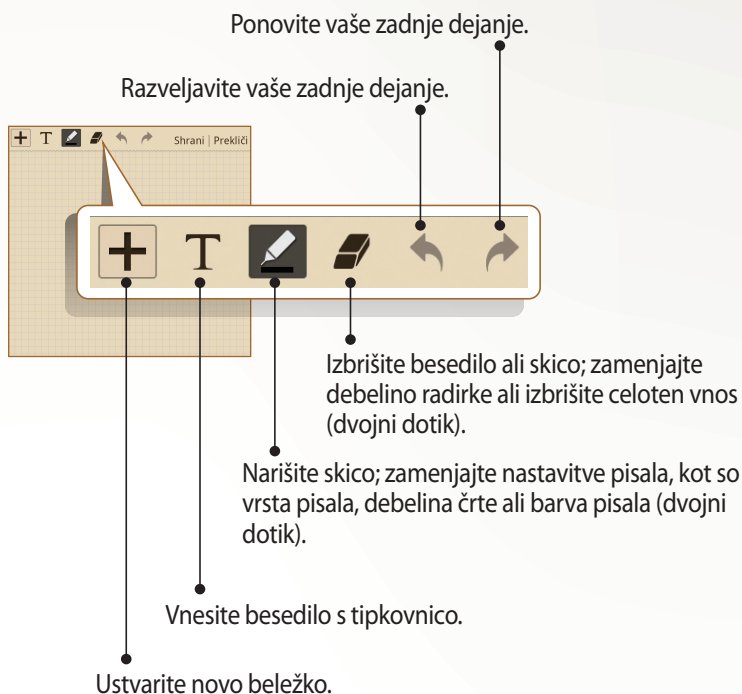 Ponovite vaše zadnje dejanje.
Razveljavite vaše zadnje dejanje.
T Shrani | Prekliči
T
Izbrišite besedilo ali skico; zamenjajte
debelino radirke ali izbrišite celoten vnos
(dvojni dotik).
Narišite skico; zamenjajte nastavitve pisala, kot so
vrsta pisala, debelina črte ali barva pisala (dvojni
dotik).
Vnesite besedilo s tipkovnico.
Ustvarite novo beležko.